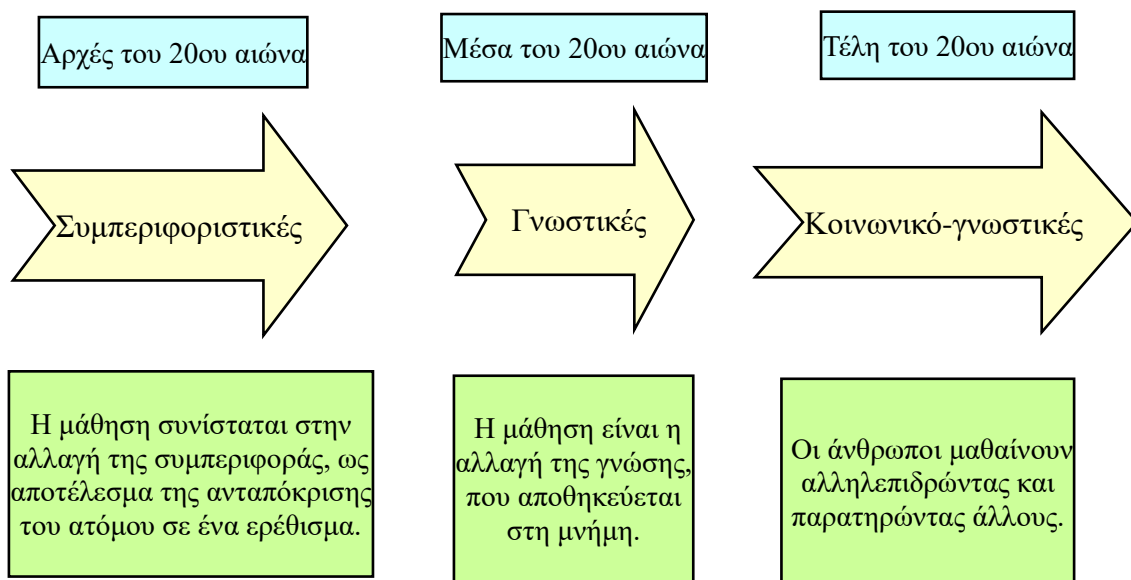 Αρχές του 20ου αιώνα
Μέσα του 20ου αιώνα
Τέλη του 20ου αιώνα
Συμπεριφοριστικές
Γνωστικές
Κοινωνικό-γνωστικές
Η μάθηση συνίσταται στην
αλλαγή της συμπεριφοράς, ως
αποτέλεσμα της ανταπόκρισης
του ατόμου σε ένα ερέθισμα.
Η μάθηση είναι η
αλλαγή της γνώσης,
που αποθηκεύεται
στη μνήμη.
Οι άνθρωποι μαθαίνουν
αλληλεπιδρώντας και
παρατηρώντας άλλους.